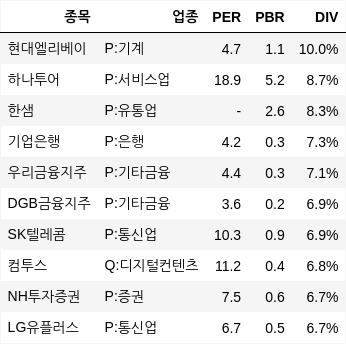 종목 업종 PER PBR DIV
현대엘리베이 P:기계 4.7 1.1 10.0%
하나투어 P:서비스업 18.9 5.2 8.7%
한샘 P:유통업 - 2.6 8.3%
기업은행 P:은행 4.2 0.3 7.3%
우리금융지주 P:기타금융 4.4 0.3 7.1%
DGB금융지주 P:기타금융 3.6 0.2 6.9%
SK텔레콤 P:통신업 10.3 0.9 6.9%
컴투스 Q:디지털컨텐츠 11.2 0.4 6.8%
NH투자증권 P:증권 7.5 0.6 6.7%
LG유플러스 P:통신업 6.7 0.5 6.7%